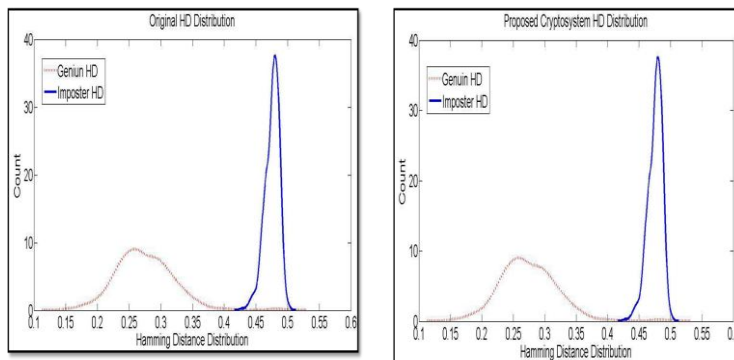 Original HD Distribution
40
30
20
10
0
Count
Geniun HD
Imposter HD
0.1 0.15 0.2 0.25 0.3 0.35 0.4 0.45 0.5 0.55 0.6
Hamming Distance Distribution
Proposed Cryptosystem HD Distribution
40
30
20
10
0
Count
Genuin HD
Imposter HD
0.1 0.15 0.2 0.25 0.3 0.35 0.4 0.45 0.5 0.55
Hamming Distance Distribution